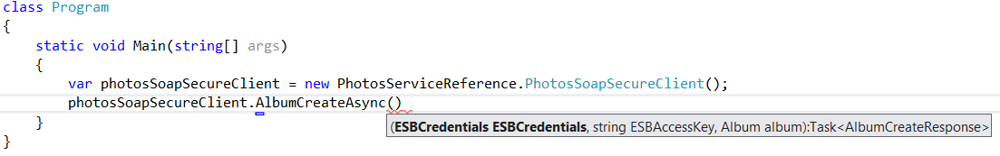 class Program
{
    static void Main(string[] args)
    {
        var photosSoapSecureClient = new PhotosServiceReference.PhotosSoapSecureClient();
        photosSoapSecureClient.AlbumCreateAsync()
(ESBCredentials ESBCredentials, string ESBAccessKey, Album album):Task<AlbumCreateResponse>
    }
}